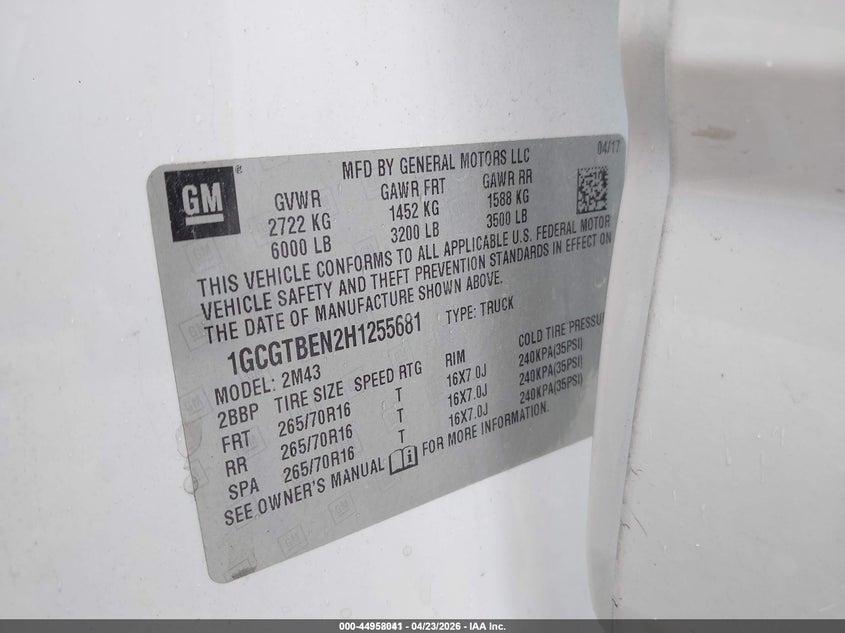 GM
MFD BY GENERAL MOTORS LLC
04/17
GVWR GAWR FRT GAWR RR
2722 KG 1452 KG 1588 KG
6000 LB 3200 LB 3500 LB
THIS VEHICLE CONFORMS TO ALL APPLICABLE U.S. FEDERAL MOTOR
VEHICLE SAFETY AND THEFT PREVENTION STANDARDS IN EFFECT ON
THE DATE OF MANUFACTURE SHOWN ABOVE.
1GCGTBEN2H1255681 TYPE: TRUCK
MODEL: 2M43
2BBP TIRE SIZE SPEED RTG RIM COLD TIRE
FRT 265/70R16 T 16X7.0J 240KPA(35PSI)
RR 265/70R16 T 16X7.0J 240KPA(35PSI)
SPA 265/70R16 T 16X7.0J 240KPA(35PSI)
SEE OWNER'S MANUAL FOR MORE INFORMATION.
000-44958041 - 04/23/2026 - IAA Inc.